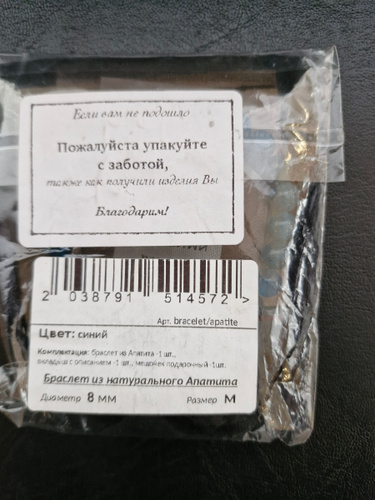 Если вам не подошло
Пожалуйста упакуйте
с заботой,
также как получили изделия Вы
Благодарим!
2 038791 514572 >
Арт. bracelet/apatite
Цвет: синий
Комплектация: браслет из Апатита -1 шт.,
вкладыш с описанием -1 шт., мешочек подарочный -1шт.
Браслет из натурального Апатита
Диаметр 8 мм Размер M